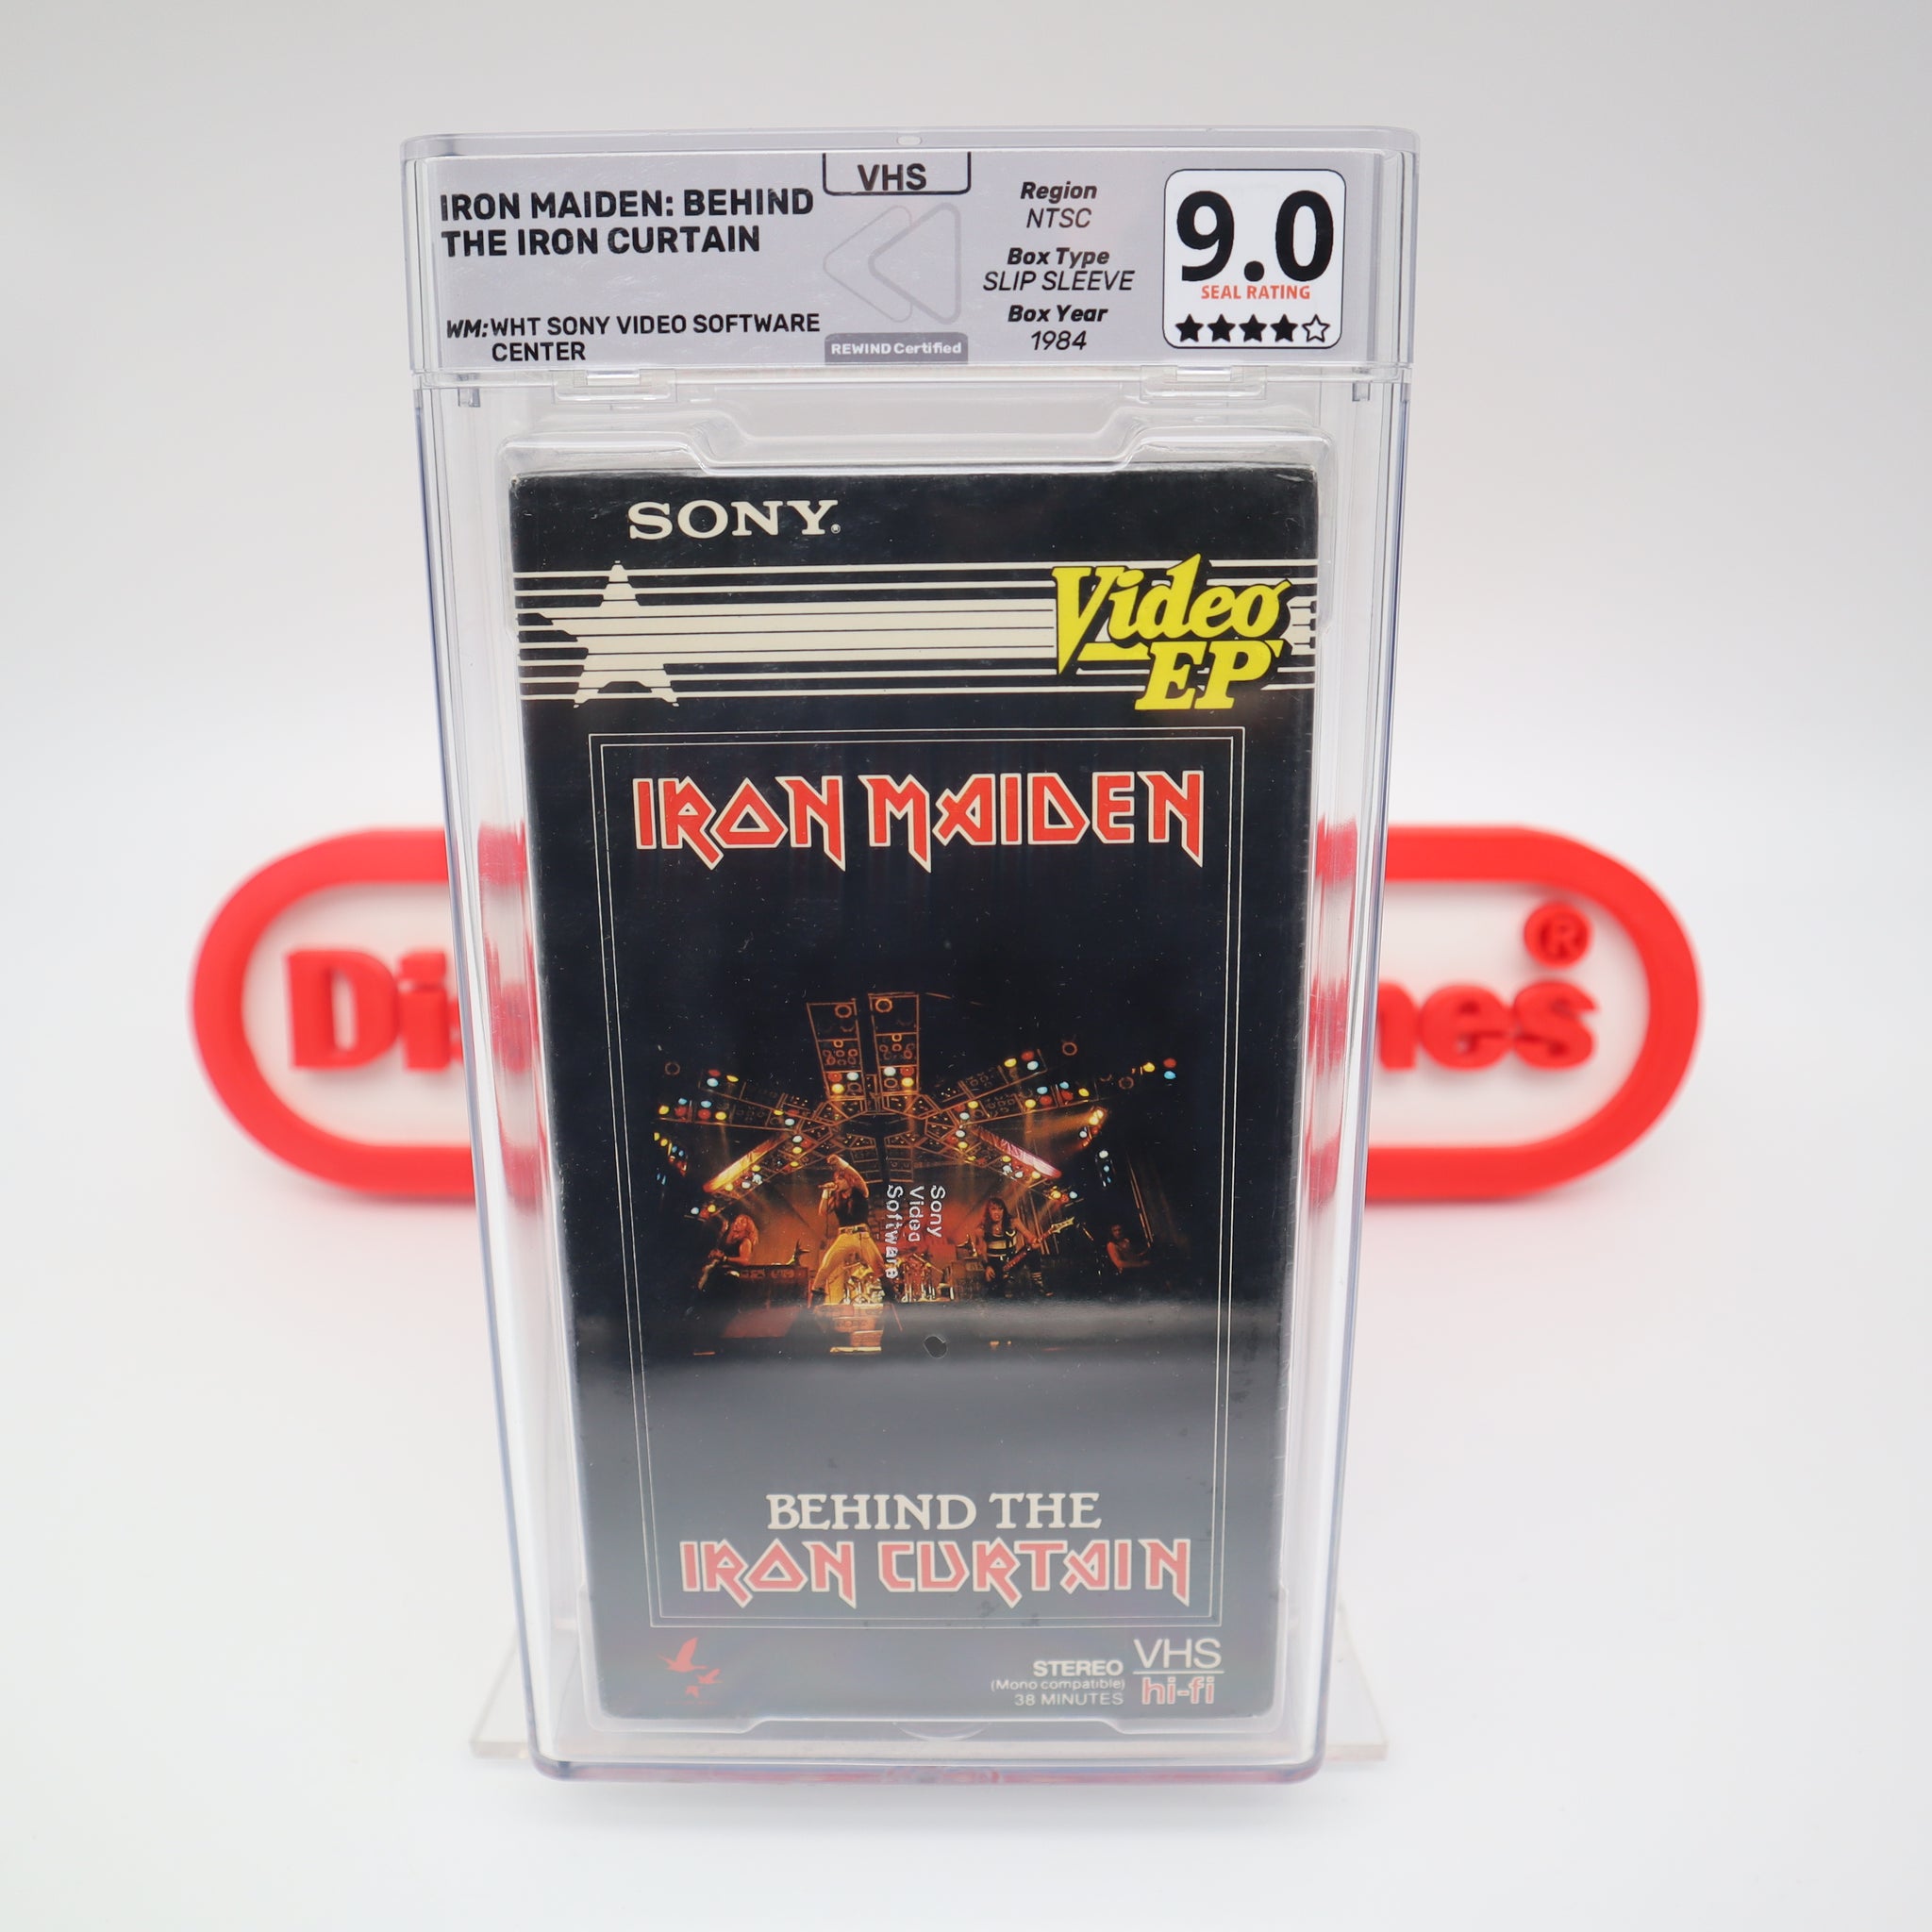 VHS
IRON MAIDEN: BEHIND
THE IRON CURTAIN
WM:WHT SONY VIDEO SOFTWARE
CENTER
REWIND Certified
Region
NTSC
Box Type
SLIP SLEEVE
Box Year
1984
9.0
SEAL RATING
SONY®
Video
EP
IRON MAIDEN
Sony
Video
Software
BEHIND THE
IRON CURTAIN
STEREO
(Mono compatible)
38 MINUTES
VHS
hi-fi
®